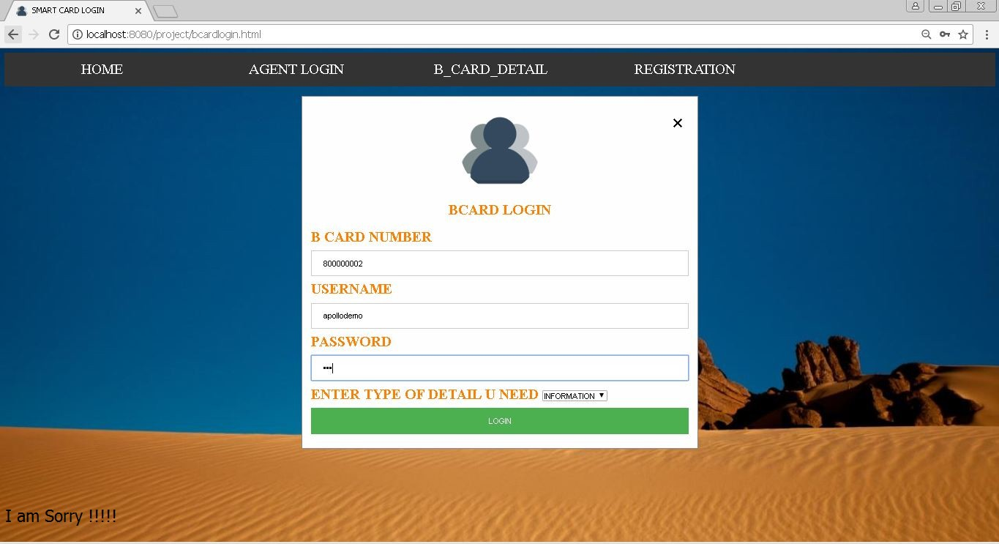 SMART CARD LOGIN
localhost:8080/project/bcardlogin.html
HOME AGENT LOGIN B_CARD_DETAIL REGISTRATION
BCARD LOGIN
B CARD NUMBER
800000002
USERNAME
apollodemo
PASSWORD
•••
ENTER TYPE OF DETAIL U NEED INFORMATION
LOGIN
I am Sorry !!!!!